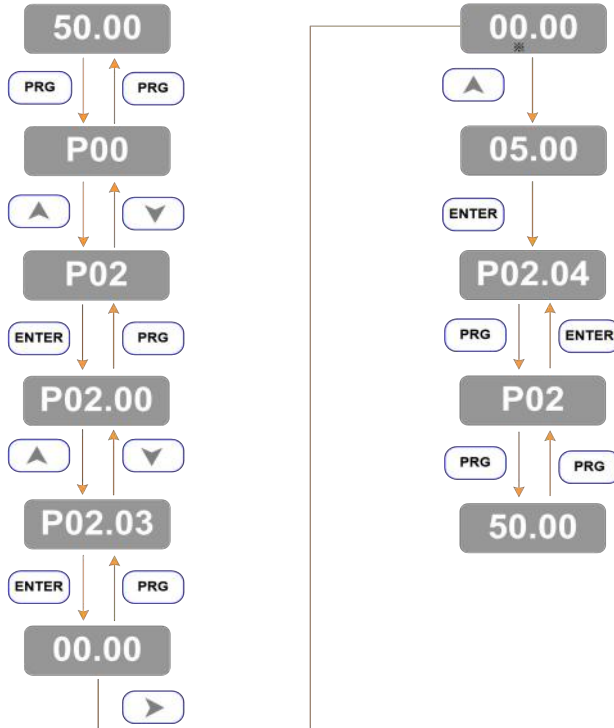 50.00
PRG PRG
P00
P02
ENTER PRG
P02.00
P02.03
ENTER PRG
00.00
00.00
05.00
ENTER
P02.04
PRG ENTER
P02
PRG PRG
50.00